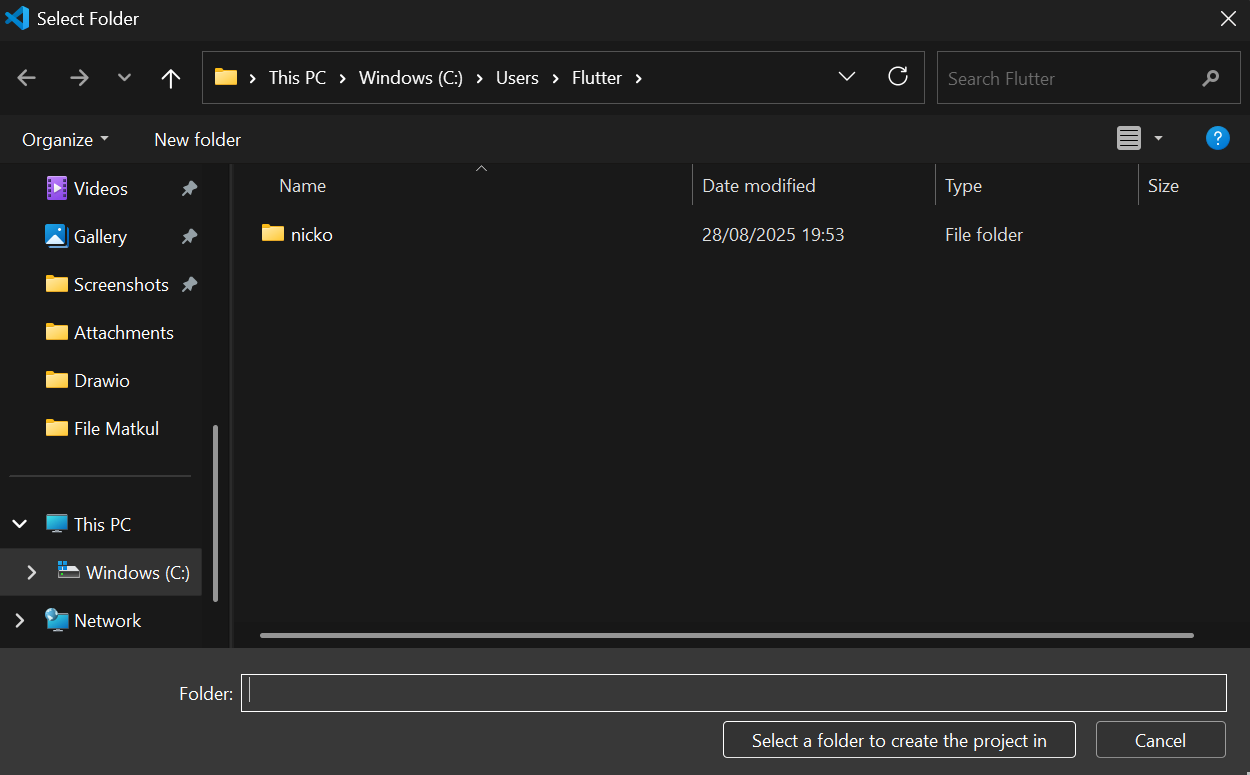 Select Folder
This PC > Windows (C:) > Users > Flutter >
Search Flutter
Organize
New folder
?
Videos
Gallery
Screenshots
Attachments
Drawio
File Matkul
This PC
Windows (C:)
Network
Name Date modified Type Size
nicko 28/08/2025 19:53 File folder
Folder:
Select a folder to create the project in
Cancel